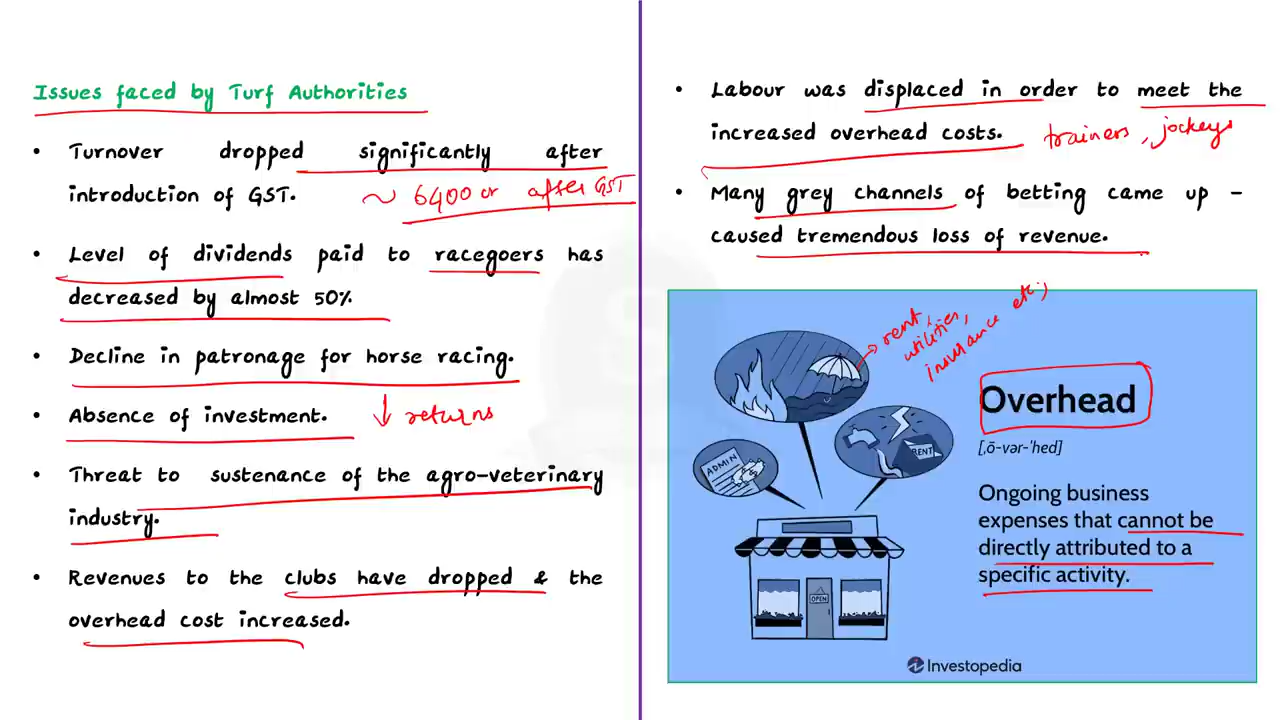 Issues faced by Turf Authorities
• Turnover dropped significantly after
introduction of GST. ~ 6400 cr after GST
• Level of dividends paid to racegoers has
decreased by almost 50%.
• Decline in patronage for horse racing.
• Absence of investment. ↓ returns
• Threat to sustenance of the agro-veterinary
industry.
• Revenues to the clubs have dropped & the
overhead cost increased.
• Labour was displaced in order to meet the
increased overhead costs. trainers, jockeys
• Many grey channels of betting came up -
caused tremendous loss of revenue.
→ rent,
utilities,
insurance etc,
ADMIN
RENT
OPEN
Overhead
[ˌō-vər-ˈhed]
Ongoing business
expenses that cannot be
directly attributed to a
specific activity.
Investopedia